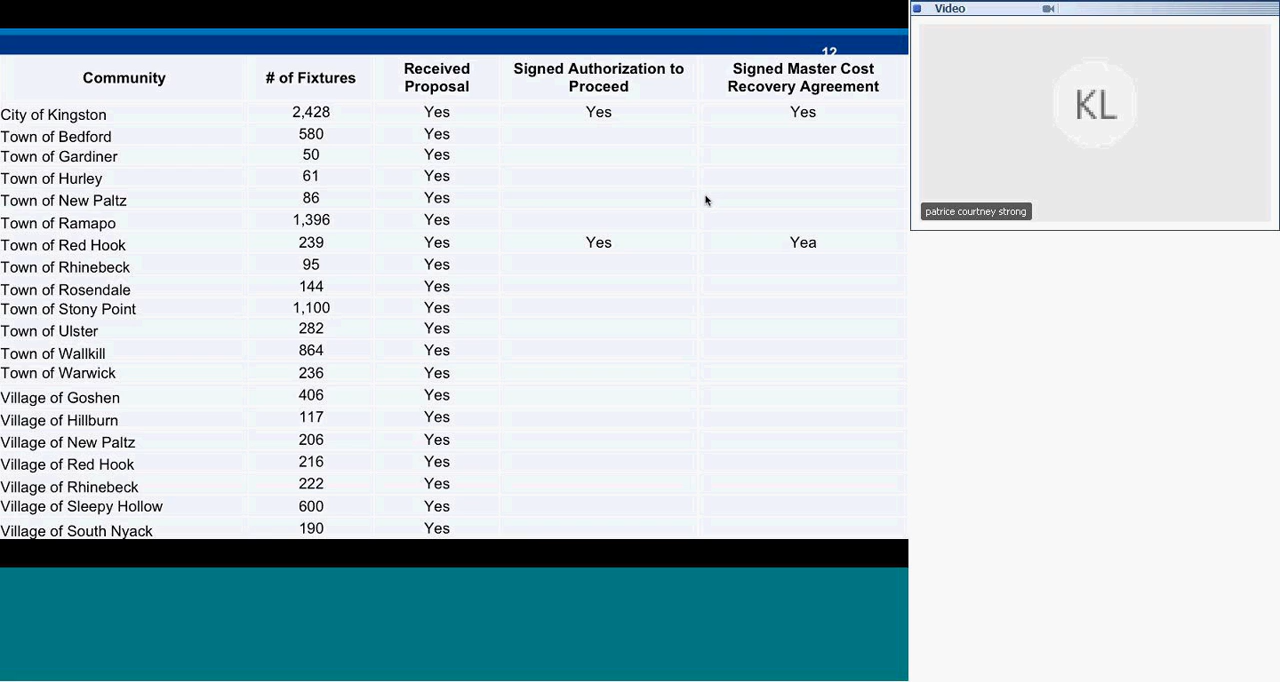 Video
12
Community # of Fixtures Received Proposal Signed Authorization to Proceed Signed Master Cost Recovery Agreement
City of Kingston 2,428 Yes Yes Yes
Town of Bedford 580 Yes
Town of Gardiner 50 Yes
Town of Hurley 61 Yes
Town of New Paltz 86 Yes
Town of Ramapo 1,396 Yes
Town of Red Hook 239 Yes Yes Yea
Town of Rhinebeck 95 Yes
Town of Rosendale 144 Yes
Town of Stony Point 1,100 Yes
Town of Ulster 282 Yes
Town of Wallkill 864 Yes
Town of Warwick 236 Yes
Village of Goshen 406 Yes
Village of Hillburn 117 Yes
Village of New Paltz 206 Yes
Village of Red Hook 216 Yes
Village of Rhinebeck 222 Yes
Village of Sleepy Hollow 600 Yes
Village of South Nyack 190 Yes
KL
patrice courtney strong